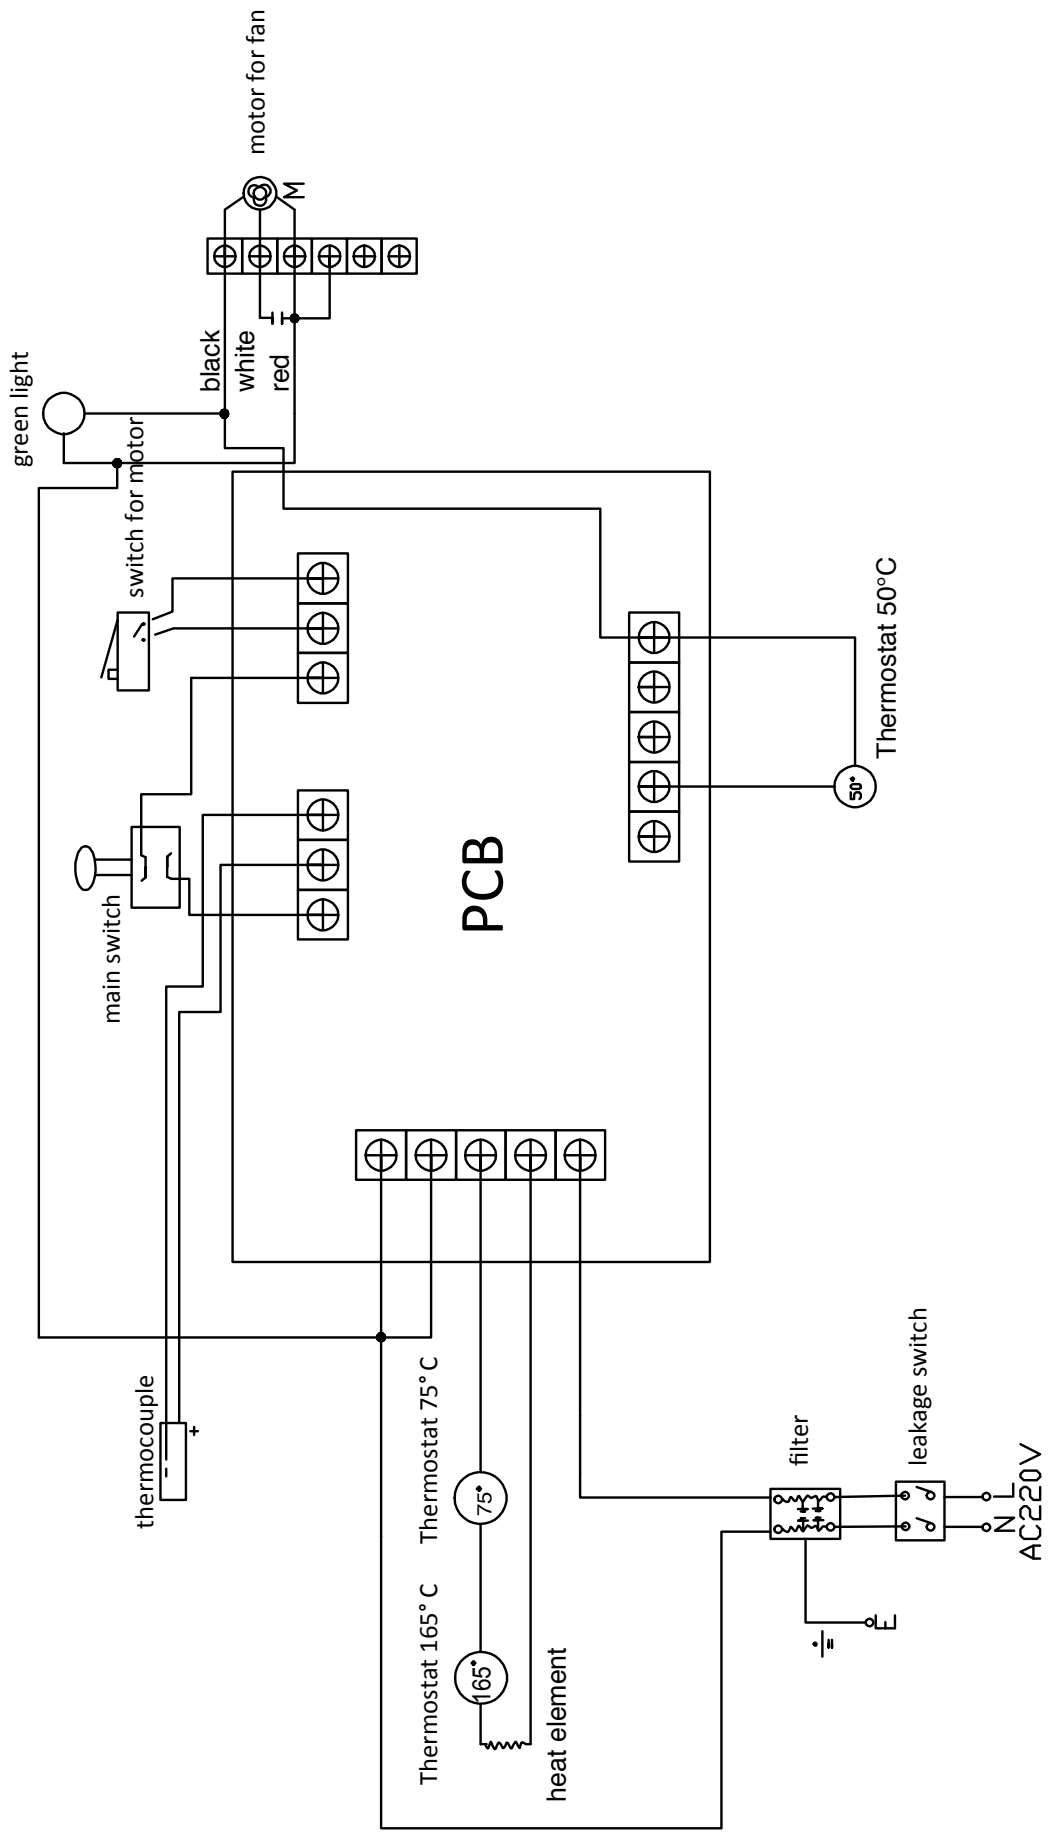 motor for fan
M
green light
black
white
red
switch for motor
main switch
thermocouple
-
+
PCB
Thermostat 50°C
50°
Thermostat 75°C
75°
Thermostat 165°C
165°
heat element
filter
leakage switch
L
N
AC220V
E